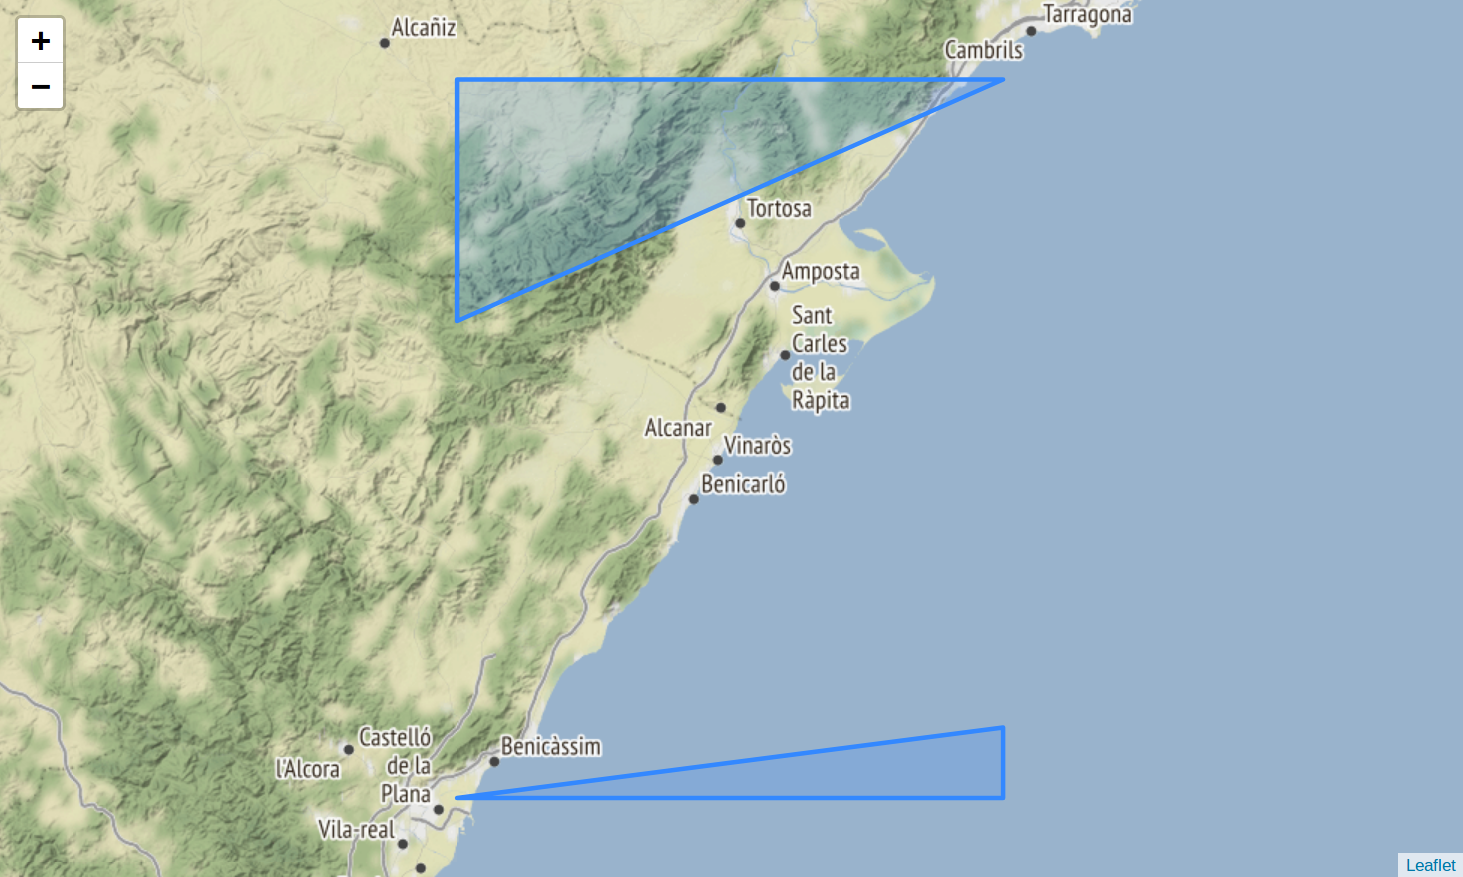 +
−
Alcañiz
Tarragona
Cambrils
Tortosa
Amposta
Sant
Carles
de la
Ràpita
Alcanar
Vinaròs
Benicarló
Castelló
de la
Plana
Benicàssim
l'Alcora
Vila-real
Leaflet